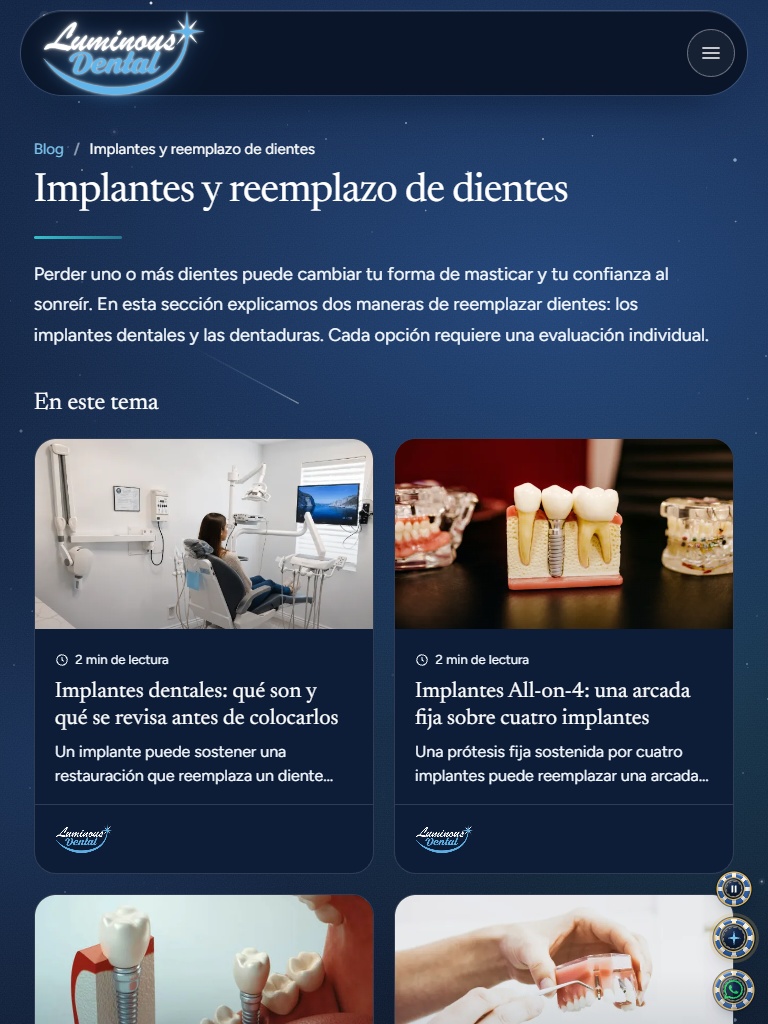 Luminous
Dental
Blog / Implantes y reemplazo de dientes
Implantes y reemplazo de dientes
Perder uno o más dientes puede cambiar tu forma de masticar y tu confianza al
sonreír. En esta sección explicamos dos maneras de reemplazar dientes: los
implantes dentales y las dentaduras. Cada opción requiere una evaluación individual.
En este tema
2 min de lectura
Implantes dentales: qué son y
qué se revisa antes de colocarlos
Un implante puede sostener una
restauración que reemplaza un diente...
Luminous
Dental
2 min de lectura
Implantes All-on-4: una arcada
fija sobre cuatro implantes
Una prótesis fija sostenida por cuatro
implantes puede reemplazar una arcada...
Luminous
Dental